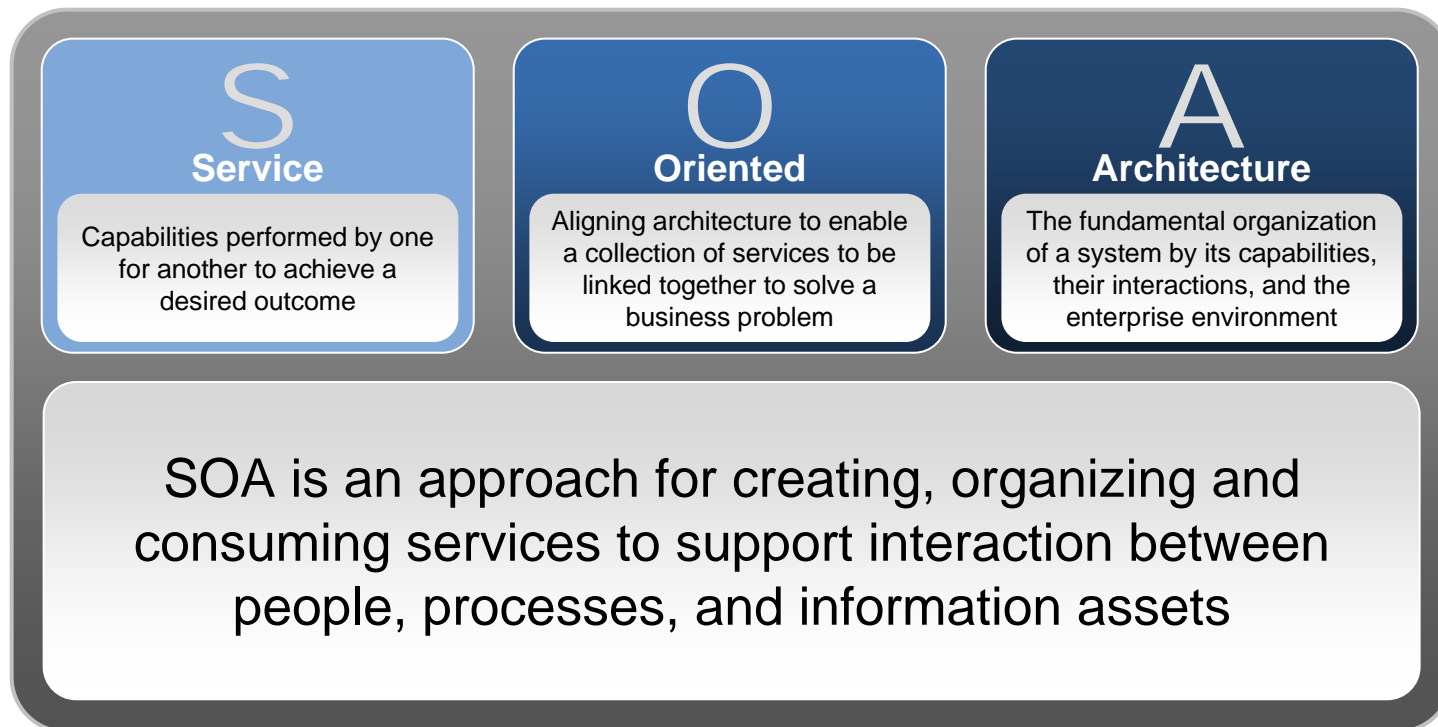 S
Service
Capabilities performed by one
for another to achieve a
desired outcome
O
Oriented
Aligning architecture to enable
a collection of services to be
linked together to solve a
business problem
A
Architecture
The fundamental organization
of a system by its capabilities,
their interactions, and the
enterprise environment
SOA is an approach for creating, organizing and
consuming services to support interaction between
people, processes, and information assets